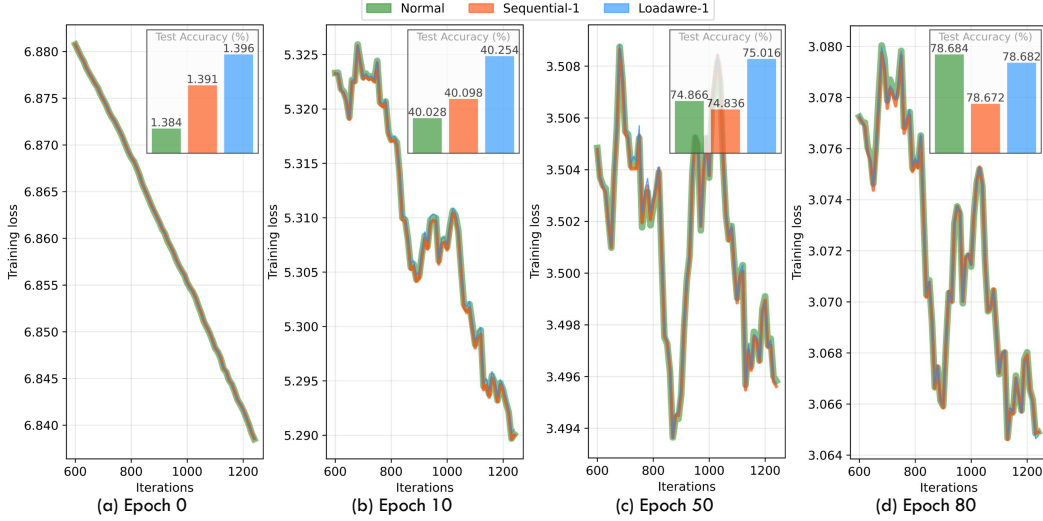 Normal Sequential-1 Loadawre-1
Test Accuracy (%)
1.384 1.391 1.396
Training loss
6.880
6.875
6.870
6.865
6.860
6.855
6.850
6.845
6.840
600 800 1000 1200
Iterations
(a) Epoch 0
Test Accuracy (%)
40.028 40.098 40.254
5.325
5.320
5.315
5.310
5.305
5.300
5.295
5.290
Training loss
600 800 1000 1200
Iterations
(b) Epoch 10
Test Accuracy (%)
74.866 74.836 75.016
3.508
3.506
3.504
3.502
3.500
3.498
3.496
3.494
Training loss
600 800 1000 1200
Iterations
(c) Epoch 50
Test Accuracy (%)
78.684 78.672 78.682
3.080
3.078
3.076
3.074
3.072
3.070
3.068
3.066
3.064
Training loss
600 800 1000 1200
Iterations
(d) Epoch 80